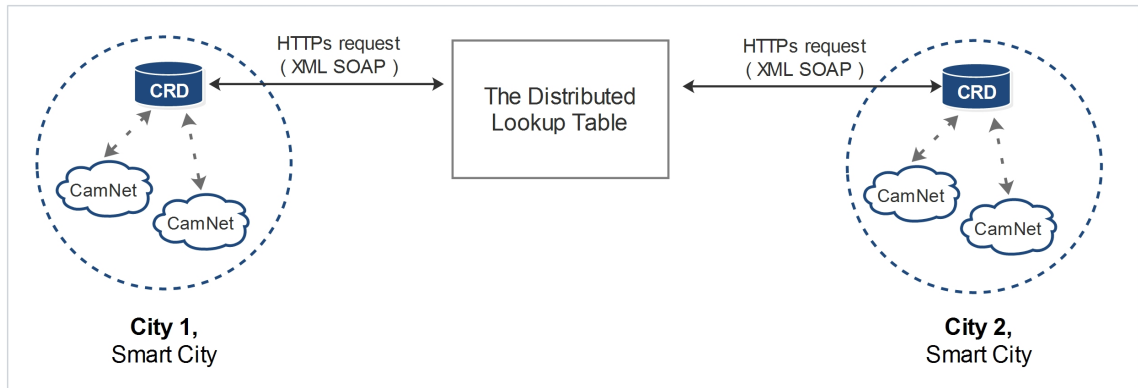 HTTPs request
( XML SOAP )
CRD
CamNet
CamNet
The Distributed
Lookup Table
HTTPs request
( XML SOAP )
CRD
CamNet
CamNet
City 1,
Smart City
City 2,
Smart City